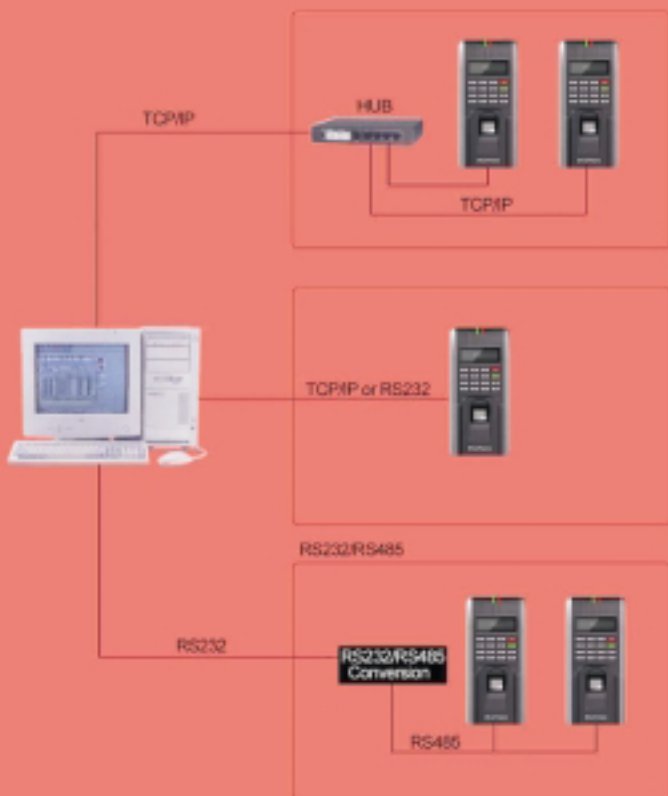 HUB
TCP/IP
TCP/IP
TCP/IP or RS232
RS232/RS485
RS232
RS232/RS485
Conversion
RS485